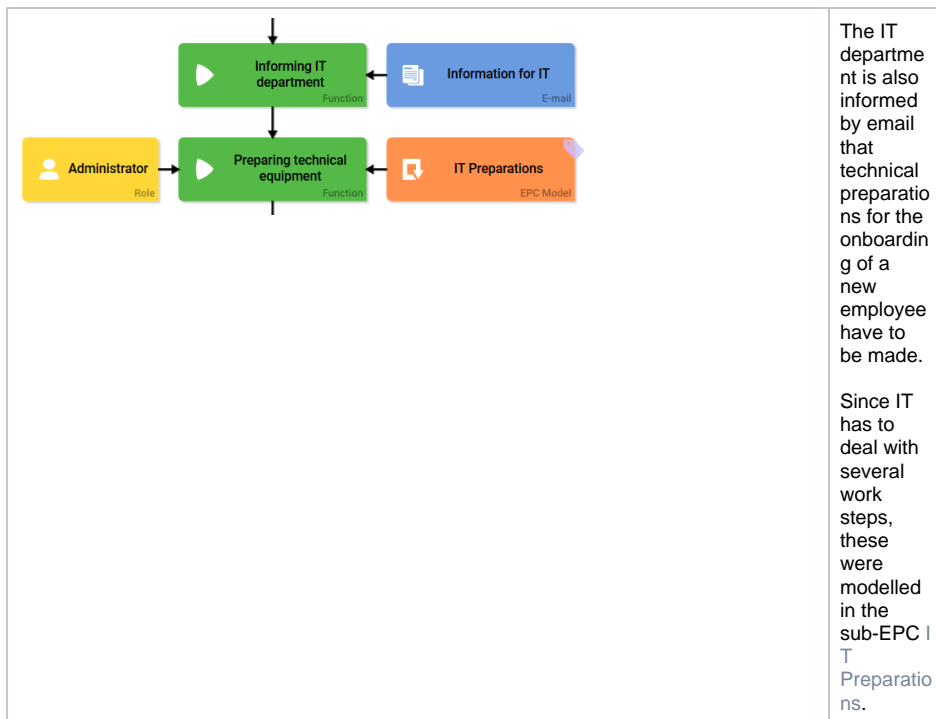 Informing IT
department
Function
Information for IT
E-mail
Administrator
Role
Preparing technical
equipment
Function
IT Preparations
EPC Model
The IT
departme
nt is also
informed
by email
that
technical
preparatio
ns for the
onboardin
g of a
new
employee
have to
be made.
Since IT
has to
deal with
several
work
steps,
these
were
modelled
in the
sub-EPC I
T
Preparatio
ns.